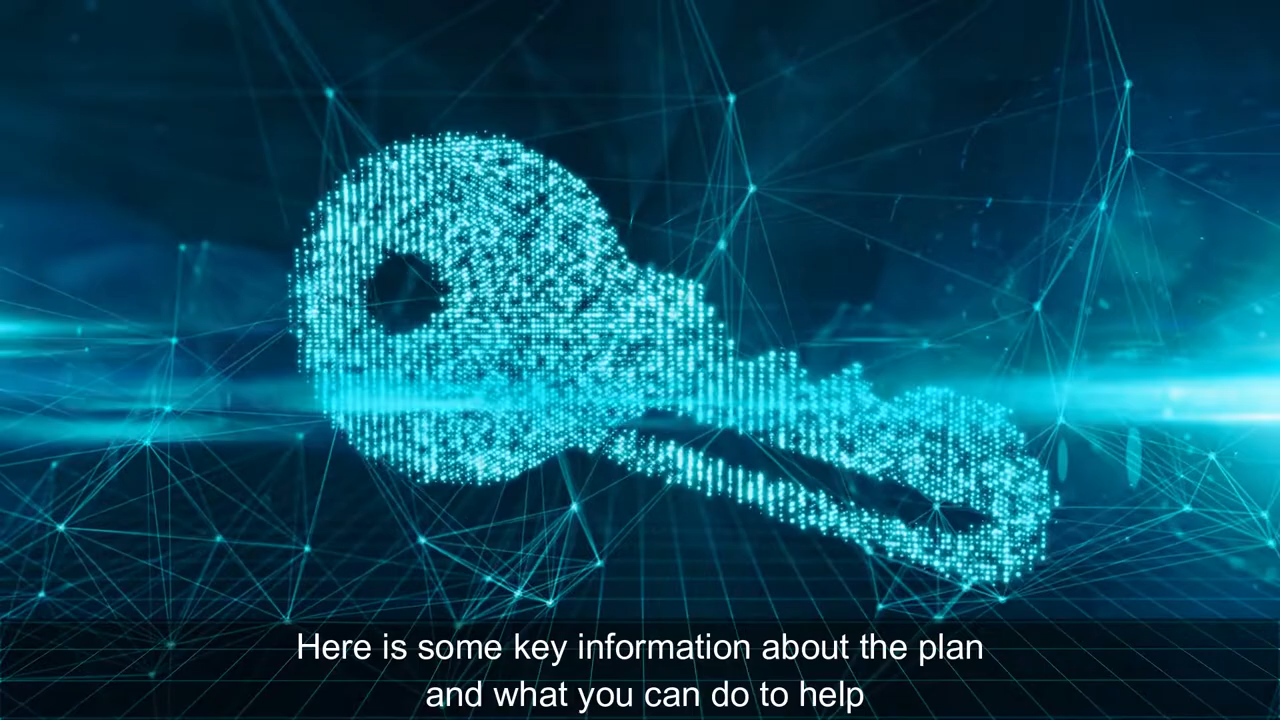 Here is some key information about the plan
and what you can do to help